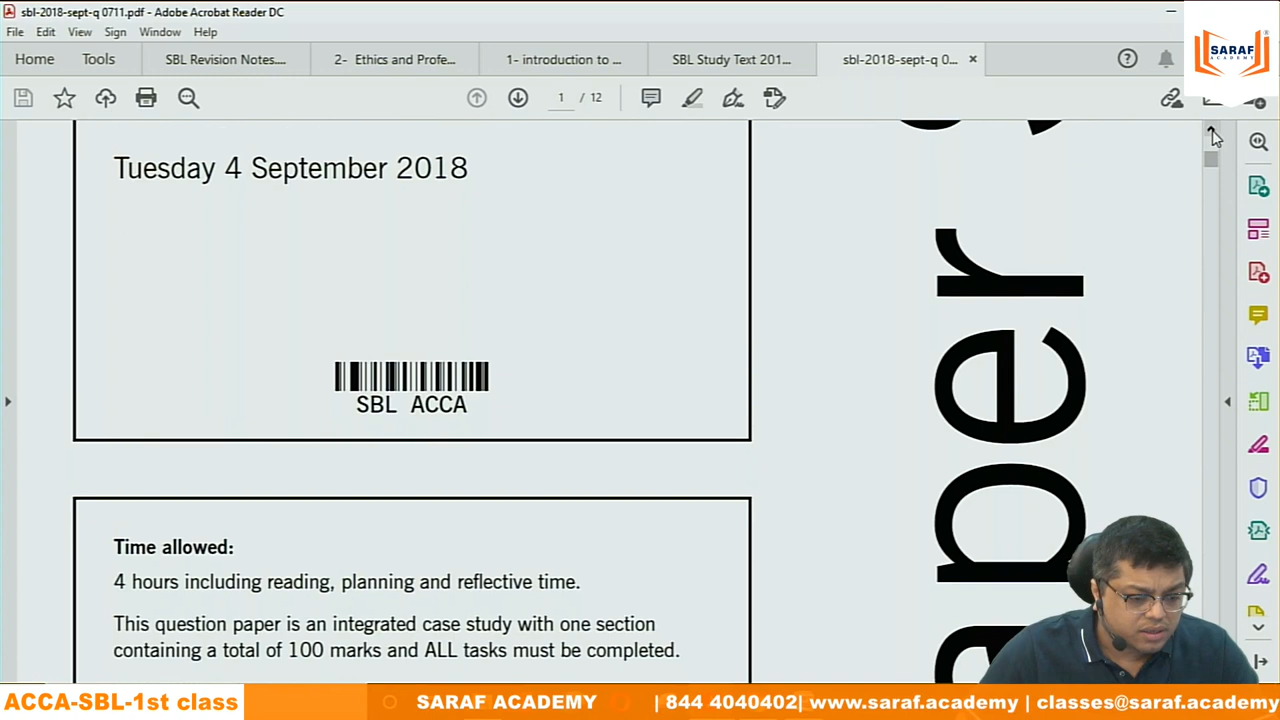 sbl-2018-sept-q 0711.pdf - Adobe Acrobat Reader DC
File Edit View Sign Window Help
Home Tools SBL Revision Notes.... 2- Ethics and Profe... 1- introduction to ... SBL Study Text 201... sbl-2018-sept-q 0... ×
1 / 12
SARAF
ACADEMY
Tuesday 4 September 2018
SBL ACCA
Time allowed:
4 hours including reading, planning and reflective time.
This question paper is an integrated case study with one section
containing a total of 100 marks and ALL tasks must be completed.
per
ACCA-SBL-1st class SARAF ACADEMY | 844 4040402| www.saraf.academy | classes@saraf.academy